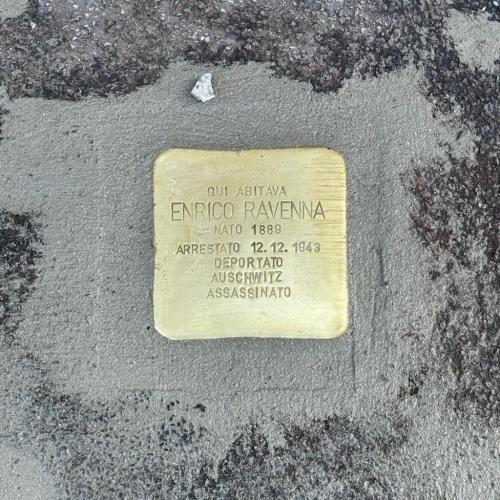 QUI ABITAVA
ENRICO RAVENNA
NATO 1889
ARRESTATO 12.12.1943
DEPORTATO
AUSCHWITZ
ASSASSINATO